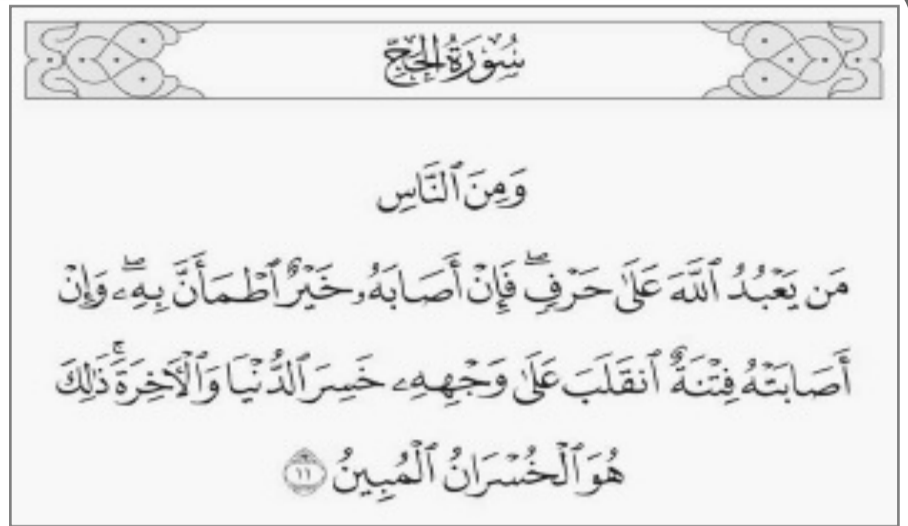 سُورَةُ الحَجِّ
وَمِنَ ٱلنَّاسِ
مَن يَعۡبُدُ ٱللَّهَ عَلَىٰ حَرۡفٖۖ فَإِنۡ أَصَابَهُۥ خَيۡرٌ ٱطۡمَأَنَّ بِهِۦۖ وَإِنۡ
أَصَابَتۡهُ فِتۡنَةٌ ٱنقَلَبَ عَلَىٰ وَجۡهِهِۦ خَسِرَ ٱلدُّنۡيَا وَٱلۡأٓخِرَةَۚ ذَٰلِكَ
هُوَ ٱلۡخُسۡرَانُ ٱلۡمُبِينُ ١١